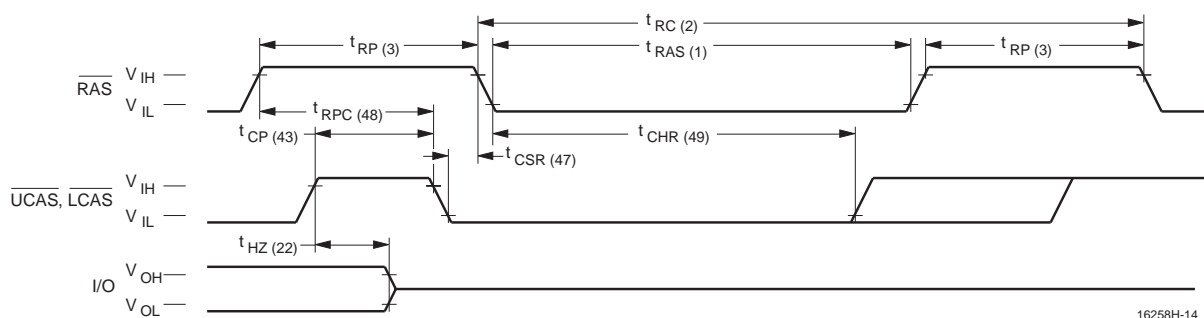 t RC (2)
t RP (3)
t RAS (1)
t RP (3)
RAS
V IH
V IL
t RPC (48)
t CP (43)
t CHR (49)
t CSR (47)
UCAS, LCAS
V IH
V IL
t HZ (22)
I/O
V OH
V OL
16258H-14